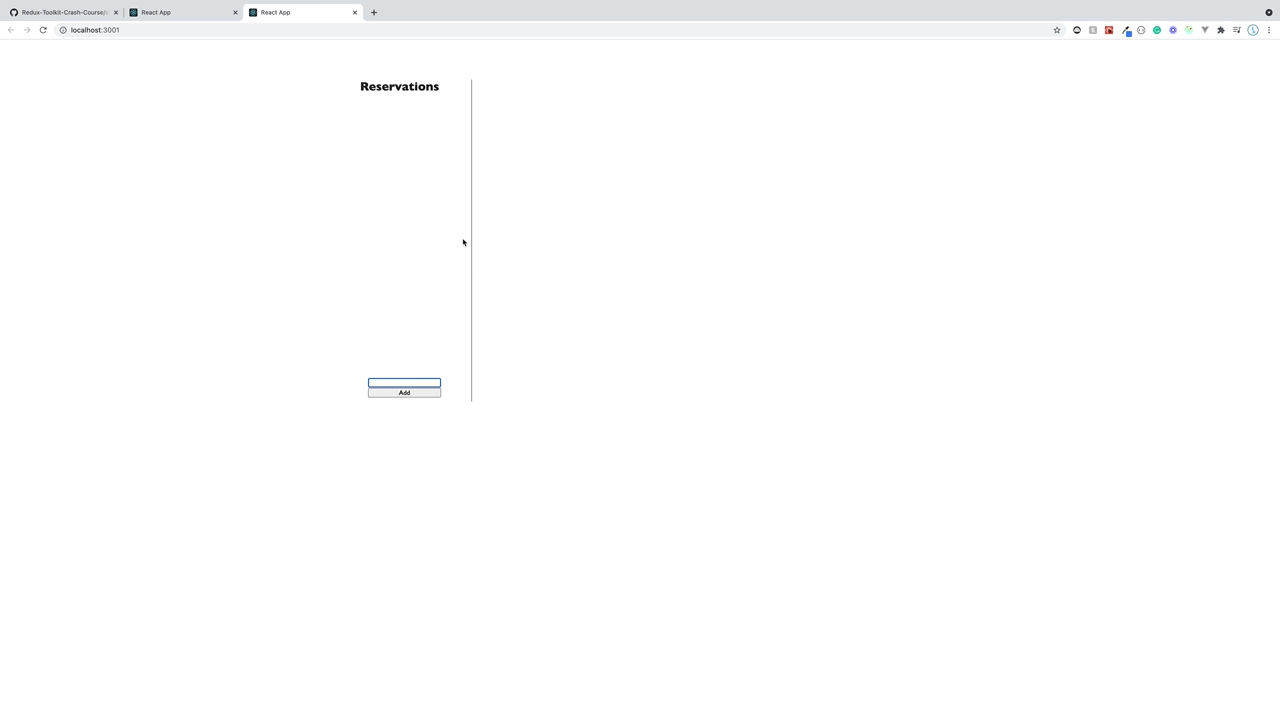 Redux-Toolkit-Crash-Course/
React App
React App
localhost:3001
Reservations
Add